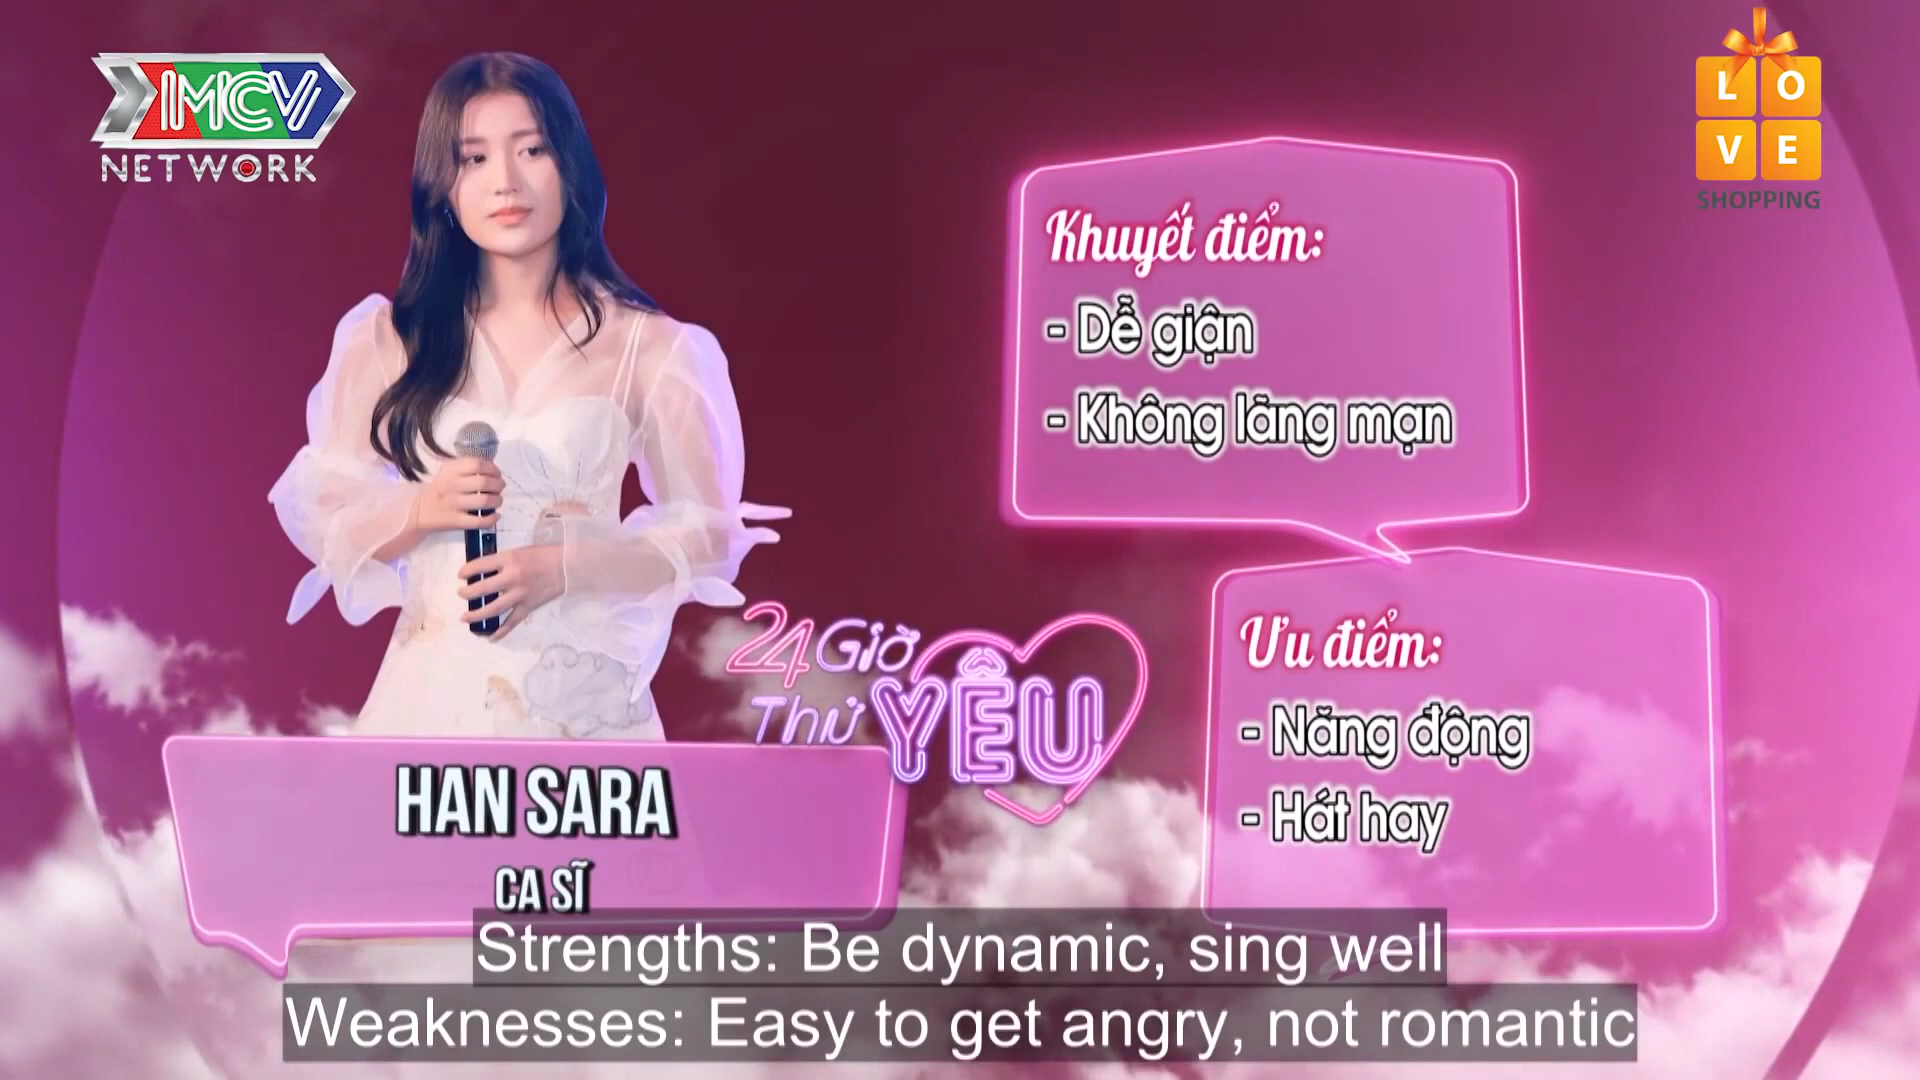 MCV
NETWORK
L O
V E
SHOPPING
Khuyết điểm:
- Dễ giận
- Không lãng mạn
Ưu điểm:
- Năng động
- Hát hay
24 Giờ
Thử YÊU
HAN SARA
CA SĨ
Strengths: Be dynamic, sing well
Weaknesses: Easy to get angry, not romantic